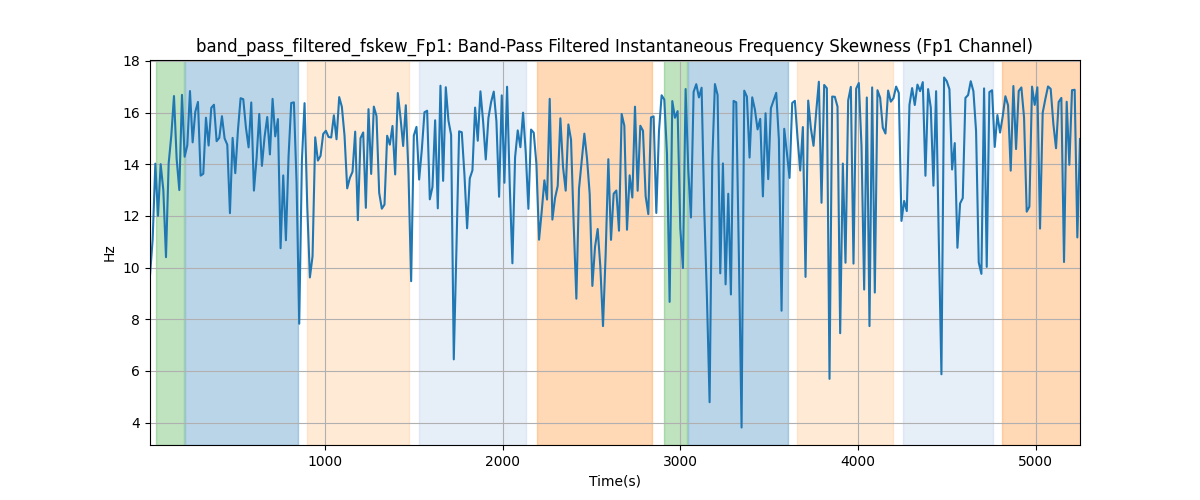 band_pass_filtered_fskew_Fp1: Band-Pass Filtered Instantaneous Frequency Skewness (Fp1 Channel)
18
16
14
12
10
8
6
4
Hz
1000 2000 3000 4000 5000
Time(s)